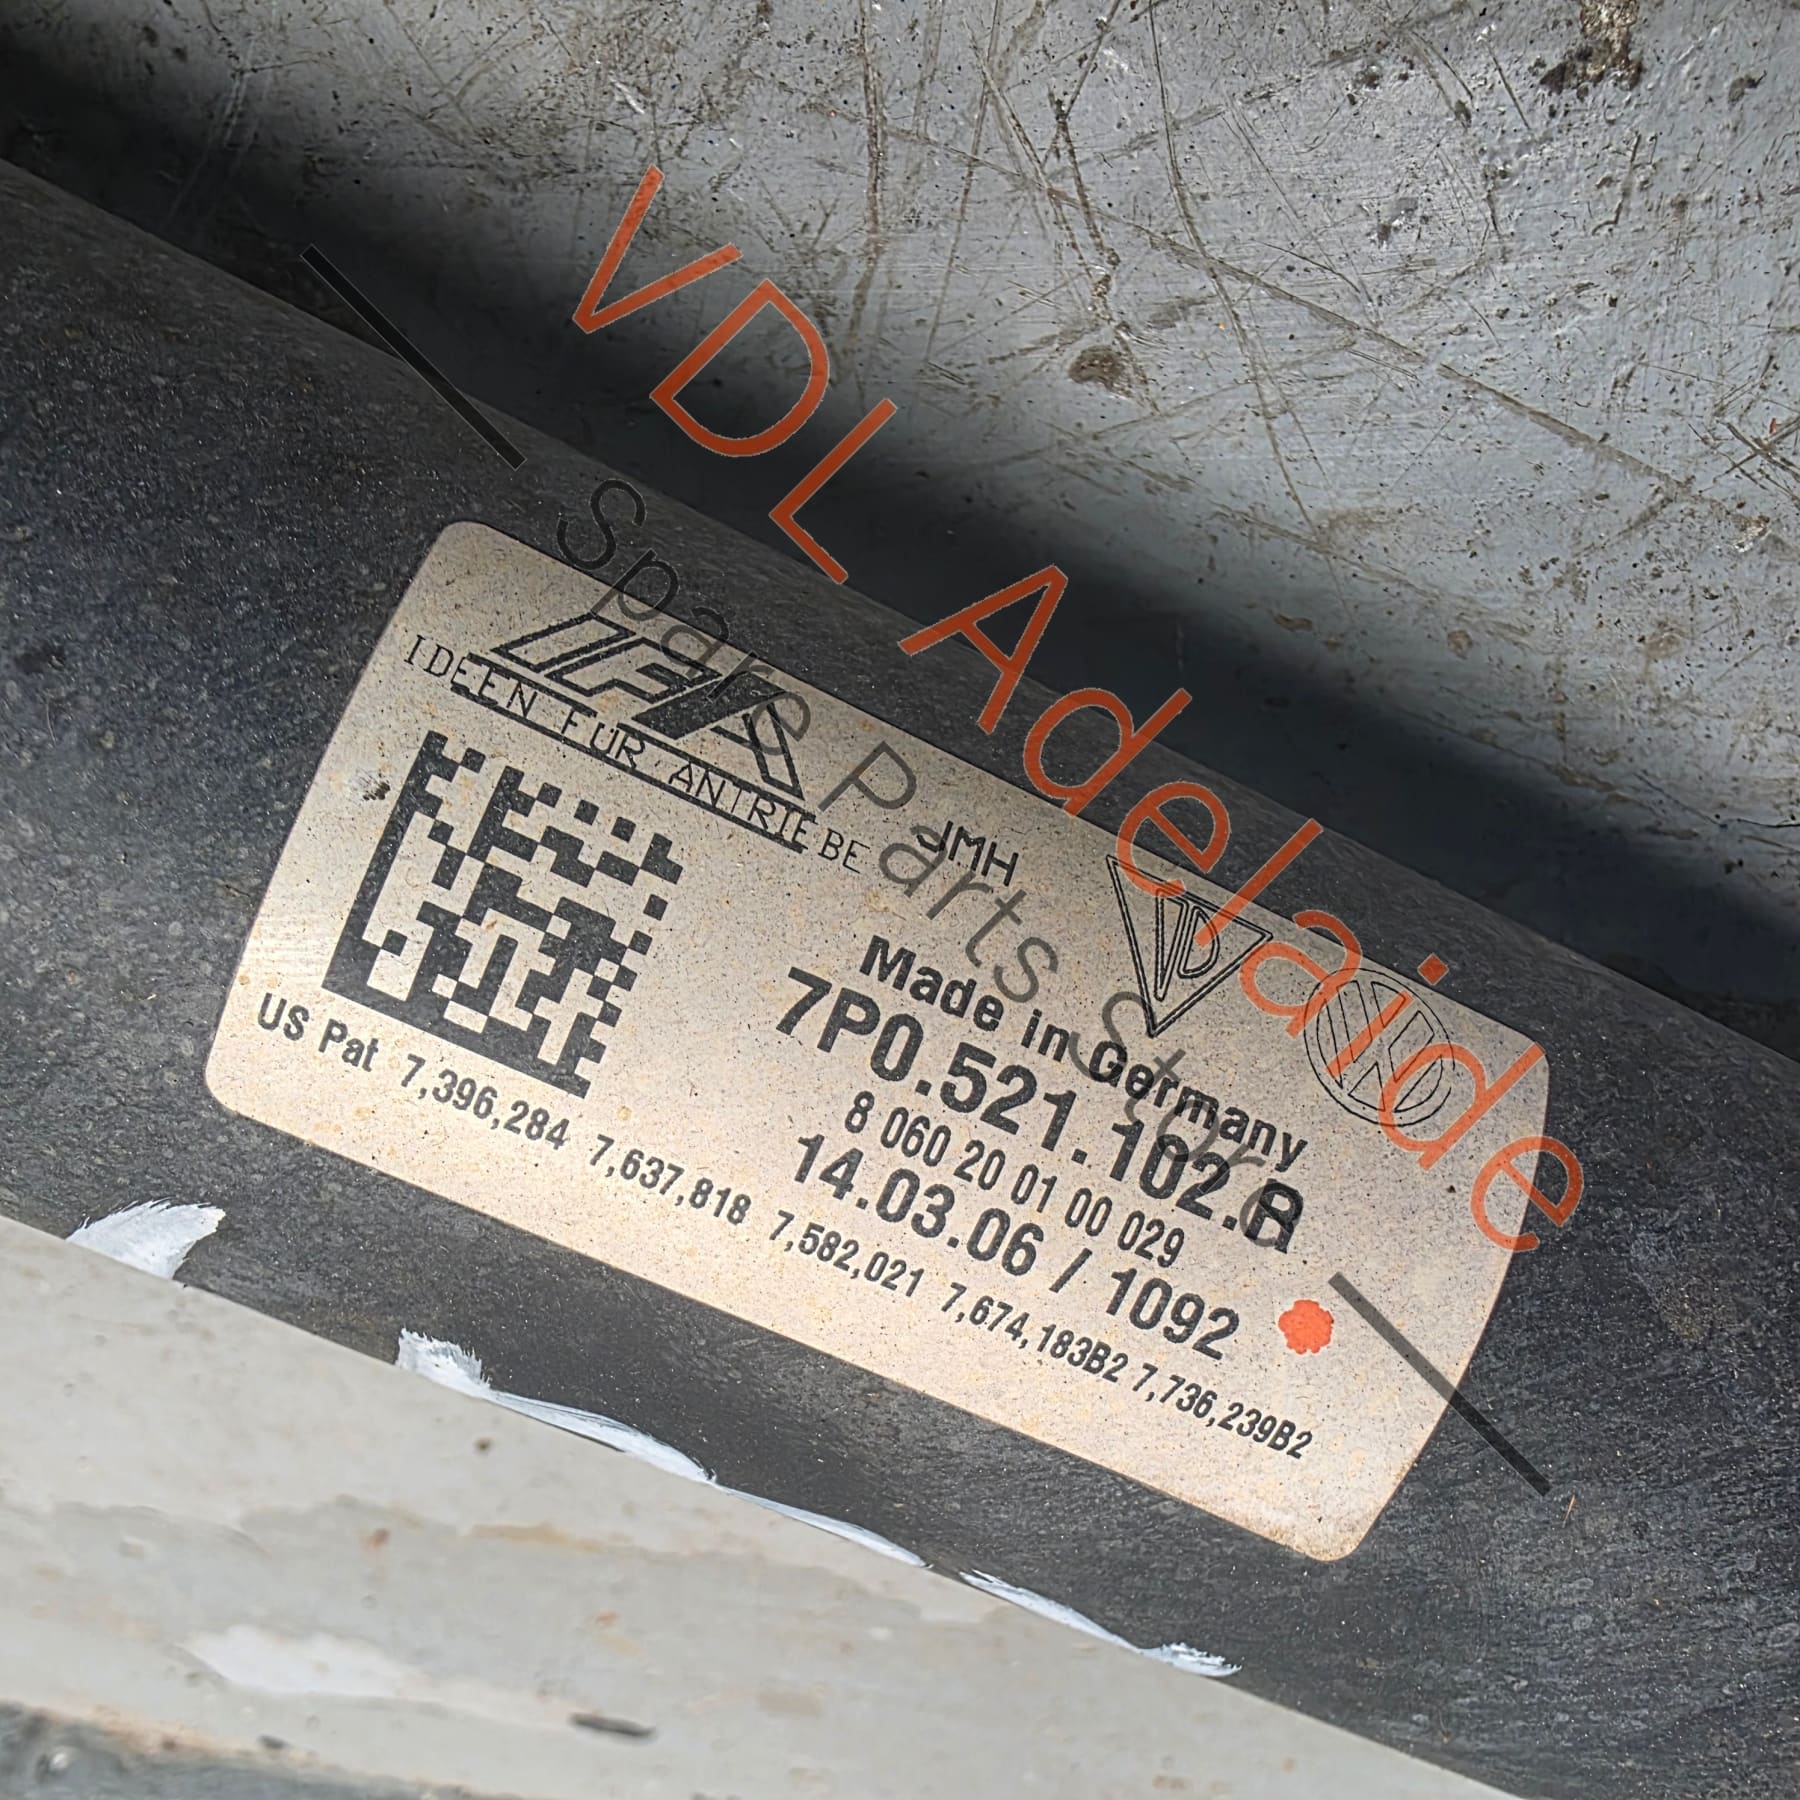 VDL Adelaide
Spare Parts Store
IFA
IDEEN FÜR ANTRIEBE
JMH
Made in Germany
7P0.521.102.R
8 060 20 01 00 029
14.03.06 / 1092
US Pat 7,396,284 7,637,818 7,582,021 7,674,183B2 7,736,239B2